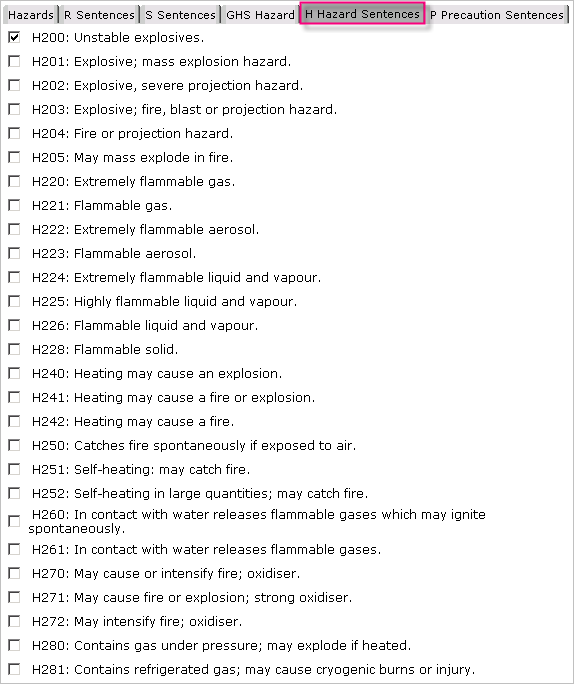 Hazards R Sentences S Sentences GHS Hazard H Hazard Sentences P Precaution Sentences
H200: Unstable explosives.
H201: Explosive; mass explosion hazard.
H202: Explosive, severe projection hazard.
H203: Explosive; fire, blast or projection hazard.
H204: Fire or projection hazard.
H205: May mass explode in fire.
H220: Extremely flammable gas.
H221: Flammable gas.
H222: Extremely flammable aerosol.
H223: Flammable aerosol.
H224: Extremely flammable liquid and vapour.
H225: Highly flammable liquid and vapour.
H226: Flammable liquid and vapour.
H228: Flammable solid.
H240: Heating may cause an explosion.
H241: Heating may cause a fire or explosion.
H242: Heating may cause a fire.
H250: Catches fire spontaneously if exposed to air.
H251: Self-heating: may catch fire.
H252: Self-heating in large quantities; may catch fire.
H260: In contact with water releases flammable gases which may ignite
spontaneously.
H261: In contact with water releases flammable gases.
H270: May cause or intensify fire; oxidiser.
H271: May cause fire or explosion; strong oxidiser.
H272: May intensify fire; oxidiser.
H280: Contains gas under pressure; may explode if heated.
H281: Contains refrigerated gas; may cause cryogenic burns or injury.